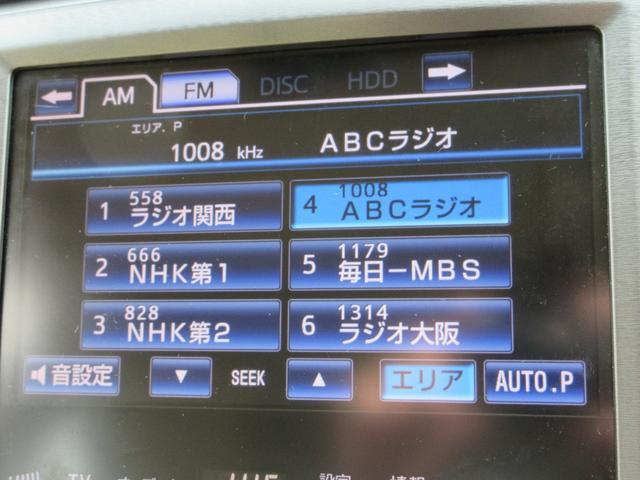 AM FM DISC HDD
エリア.P
1008 kHz ABCラジオ
1 558 ラジオ関西
4 1008 ABCラジオ
2 666 NHK第1
5 1179 毎日-MBS
3 828 NHK第2
6 1314 ラジオ大阪
音設定 SEEK エリア AUTO.P